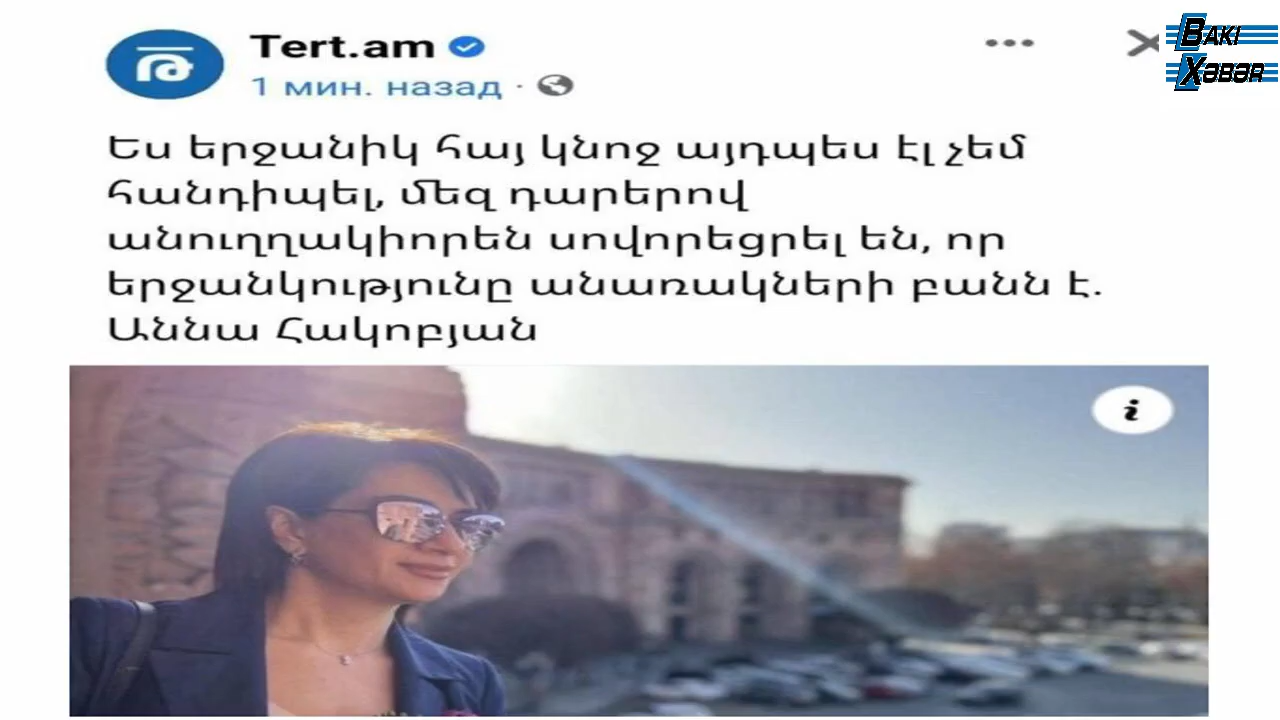 Tert.am
1 мин. назад ·
Ես երջանիկ հայ կնոջ այդպես էլ չեմ
հանդիպել, մեզ դարերով
անուղղակիորեն սովորեցրել են, որ
երջանկությունը անառակների բանն է.
Աննա Հակոբյան
BAKI
XƏBƏR